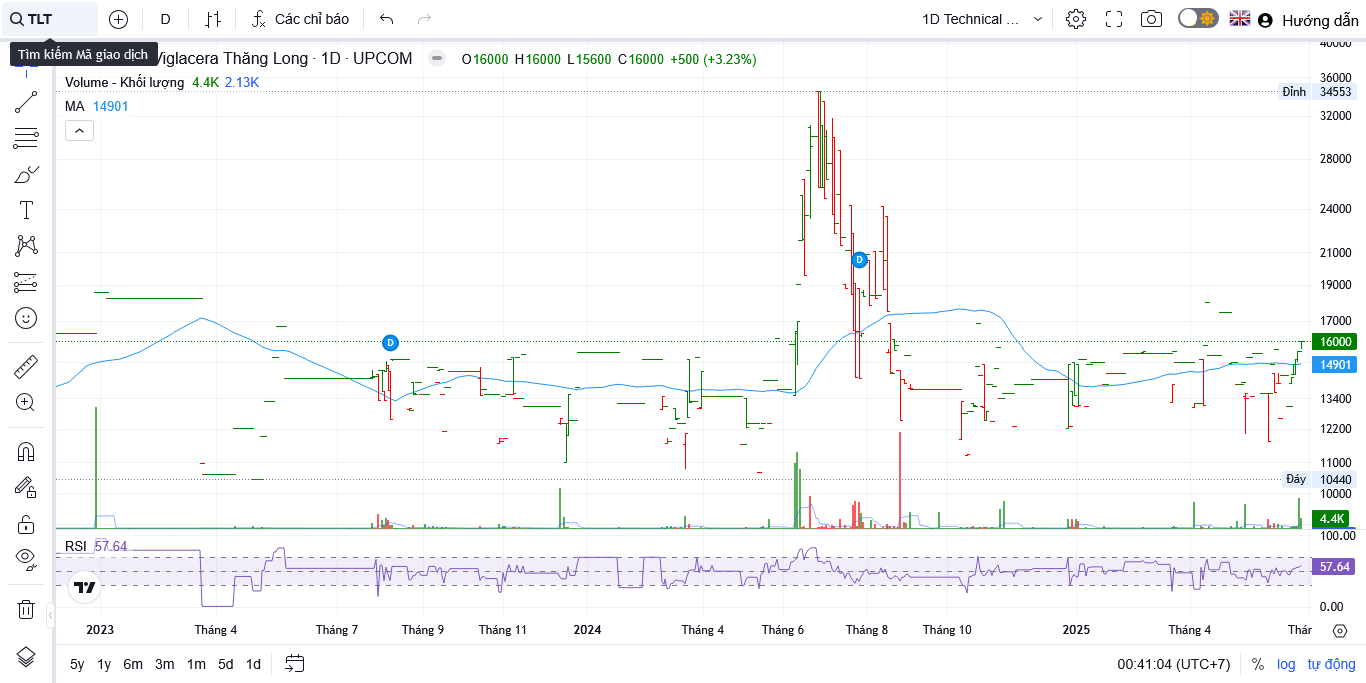 TLT
D
Các chỉ báo
1D Technical ...
Hướng dẫn
Tìm kiếm Mã giao dịch
Viglacera Thăng Long · 1D · UPCOM
O16000 H16000 L15600 C16000 +500 (+3.23%)
Volume - Khối lượng 4.4K 2.13K
MA 14901
40000
36000
Đỉnh 34553
32000
28000
24000
21000
19000
17000
16000
14901
13400
12200
11000
Đáy 10440
10000
4.4K
D
D
RSI 57.64
100.00
57.64
0.00
2023 Tháng 4 Tháng 7 Tháng 9 Tháng 11 2024 Tháng 4 Tháng 6 Tháng 8 Tháng 10 2025 Tháng 4 Thár
5y 1y 6m 3m 1m 5d 1d
00:41:04 (UTC+7) % log tự động